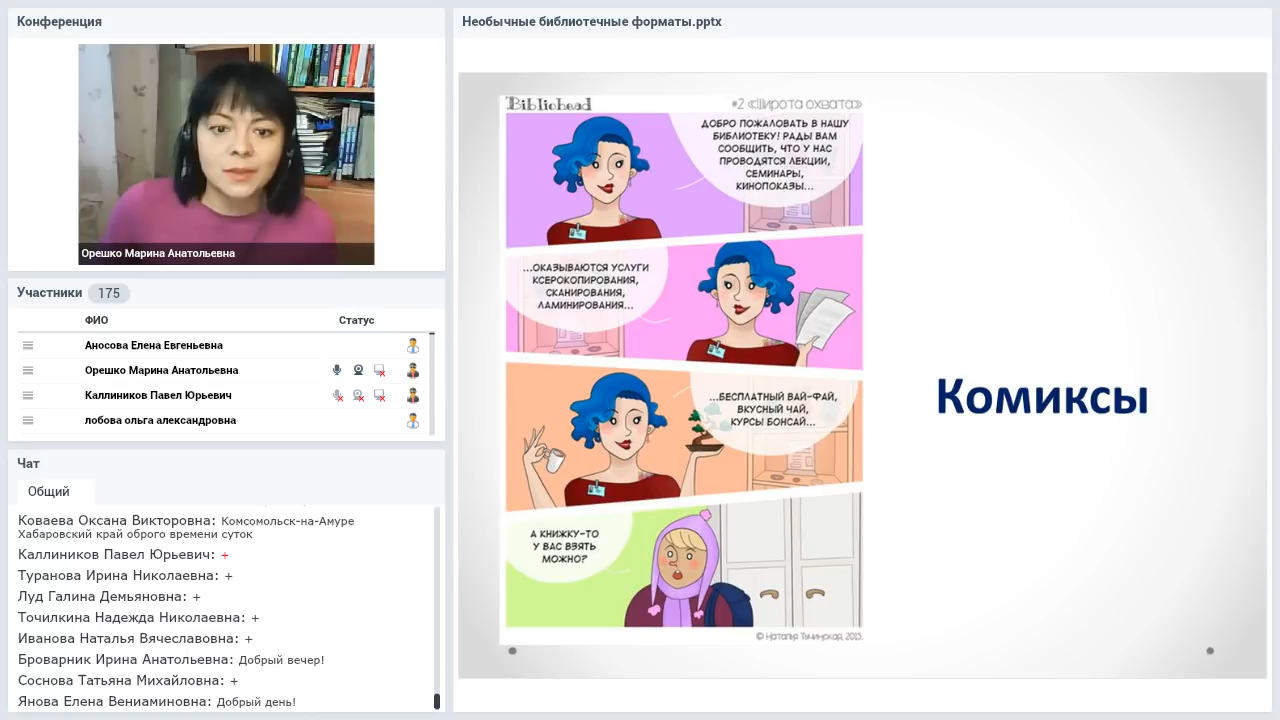 Конференция
Орешко Марина Анатольевна
Участники 175
ФИО Статус
Аносова Елена Евгеньевна
Орешко Марина Анатольевна
Каллиников Павел Юрьевич
лобова ольга александровна
Чат
Общий
Коваева Оксана Викторовна: Комсомольск-на-Амуре
Хабаровский край оброго времени суток
Каллиников Павел Юрьевич: +
Туранова Ирина Николаевна: +
Луд Галина Демьяновна: +
Точилкина Надежда Николаевна: +
Иванова Наталья Вячеславовна: +
Броварник Ирина Анатольевна: Добрый вечер!
Соснова Татьяна Михайловна: +
Янова Елена Вениаминовна: Добрый день!
Необычные библиотечные форматы.pptx
Bibliohead #2 «Широта охвата»
ДОБРО ПОЖАЛОВАТЬ В НАШУ
БИБЛИОТЕКУ! РАДЫ ВАМ
СООБЩИТЬ, ЧТО У НАС
ПРОВОДЯТСЯ ЛЕКЦИИ,
СЕМИНАРЫ,
КИНОПОКАЗЫ...
...ОКАЗЫВАЮТСЯ УСЛУГИ
КСЕРОКОПИРОВАНИЯ,
СКАНИРОВАНИЯ,
ЛАМИНИРОВАНИЯ...
...БЕСПЛАТНЫЙ ВАЙ-ФАЙ,
ВКУСНЫЙ ЧАЙ,
КУРСЫ БОНСАЙ...
А КНИЖКУ-ТО
У ВАС ВЗЯТЬ
МОЖНО?
© Наталья Тычинская, 2015.
Комиксы